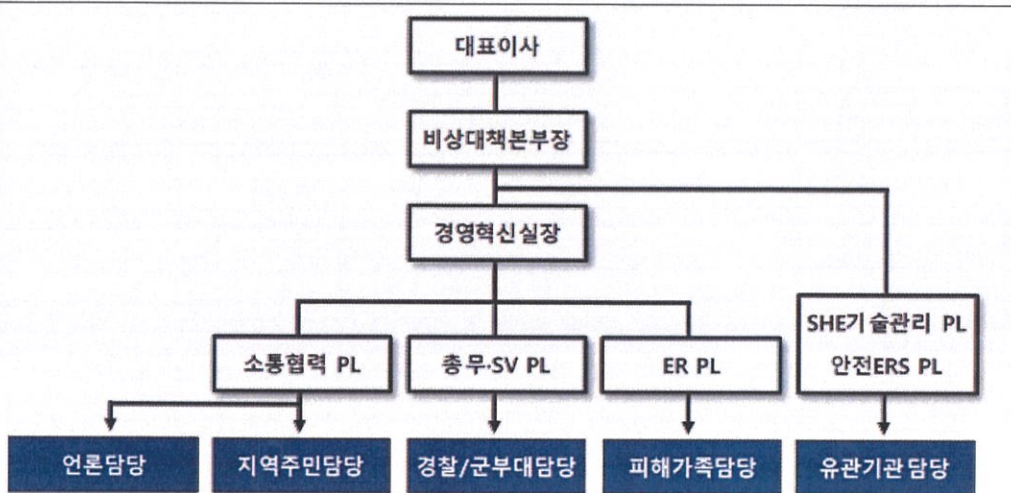 대표이사
비상대책본부장
경영혁신실장
SHE기술관리 PL
안전ERS PL
소통협력 PL
총무·SV PL
ER PL
언론담당
지역주민담당
경찰/군부대담당
피해가족담당
유관기관담당